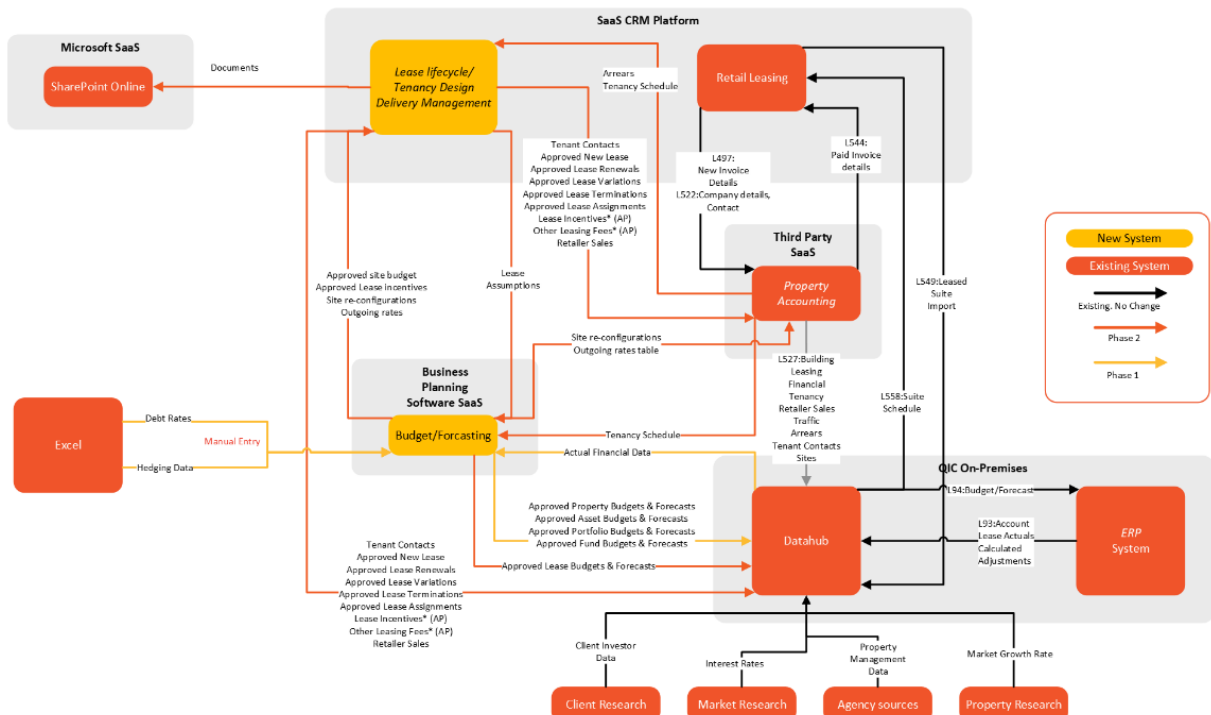 SaaS CRM Platform
Microsoft SaaS
SharePoint Online
Documents
Lease lifecycle/
Tenancy Design
Delivery Management
Arrears
Tenancy Schedule
Retail Leasing
Tenant Contacts
Approved New Lease
Approved Lease Renewals
Approved Lease Variations
Approved Lease Terminations
Approved Lease Assignments
Lease Incentives* (AP)
Other Leasing Fees* (AP)
Retailer Sales
L497:
New Invoice
Details
L522:Company details,
Contact
L544:
Paid Invoice
details
Third Party
SaaS
Property
Accounting
New System
Existing System
Existing. No Change
Phase 2
Phase 1
Approved site budget
Approved Lease incentives
Site re-configurations
Outgoing rates
Lease
Assumptions
L549:Leased
Suite
Import
Site re-configurations
Outgoing rates table
L527:Building
Leasing
Financial
Tenancy
Retailer Sales
Traffic
Arrears
Tenant Contacts
Sites
L558:Suite
Schedule
Business
Planning
Software SaaS
Budget/Forcasting
Excel
Debt Rates
Manual Entry
Hedging Data
Tenancy Schedule
Actual Financial Data
QIC On-Premises
L94:Budget/Forecast
Approved Property Budgets & Forecasts
Approved Asset Budgets & Forecasts
Approved Portfolio Budgets & Forecasts
Approved Fund Budgets & Forecasts
Datahub
L93:Account
Lease Actuals
Calculated
Adjustments
ERP
System
Approved Lease Budgets & Forecasts
Tenant Contacts
Approved New Lease
Approved Lease Renewals
Approved Lease Variations
Approved Lease Terminations
Approved Lease Assignments
Lease Incentives* (AP)
Other Leasing Fees* (AP)
Retailer Sales
Client Investor
Data
Interest Rates
Property
Management
Data
Market Growth Rate
Client Research
Market Research
Agency sources
Property Research